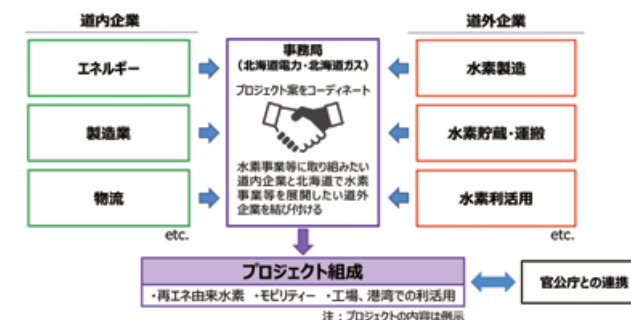 道内企業
道外企業
エネルギー
製造業
物流
etc.
事務局
(北海道電力・北海道ガス)
プロジェクト案をコーディネート
水素事業等に取り組みたい
道内企業と北海道で水素
事業等を展開したい道外
企業を結び付ける
水素製造
水素貯蔵・運搬
水素利活用
etc.
プロジェクト組成
・再エネ由来水素 ・モビリティー ・工場、港湾での利活用
官公庁との連携
注：プロジェクトの内容は例示